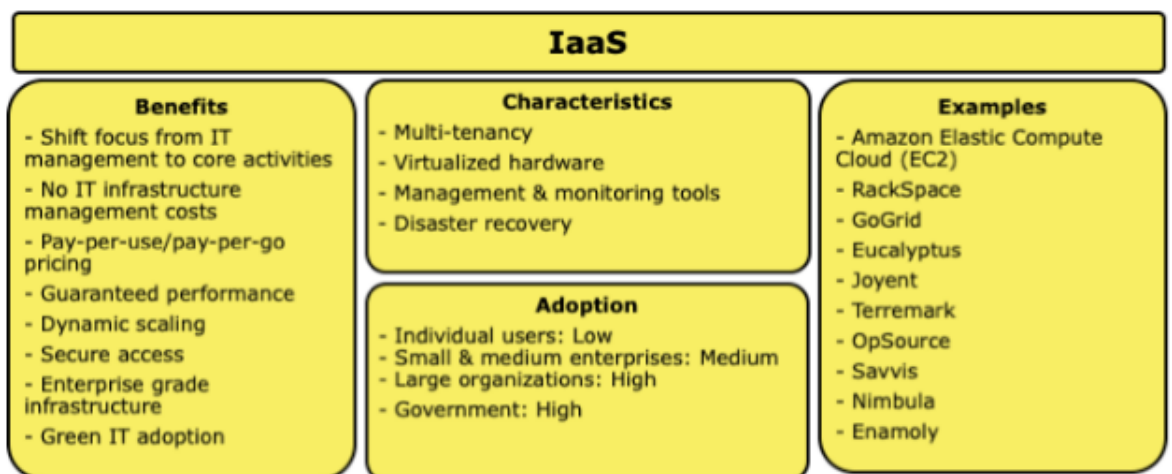 IaaS
Benefits
- Shift focus from IT
management to core activities
- No IT infrastructure
management costs
- Pay-per-use/pay-per-go
pricing
- Guaranteed performance
- Dynamic scaling
- Secure access
- Enterprise grade
infrastructure
- Green IT adoption
Characteristics
- Multi-tenancy
- Virtualized hardware
- Management & monitoring tools
- Disaster recovery
Adoption
- Individual users: Low
- Small & medium enterprises: Medium
- Large organizations: High
- Government: High
Examples
- Amazon Elastic Compute
Cloud (EC2)
- RackSpace
- GoGrid
- Eucalyptus
- Joyent
- Terremark
- OpSource
- Savvis
- Nimbula
- Enamoly